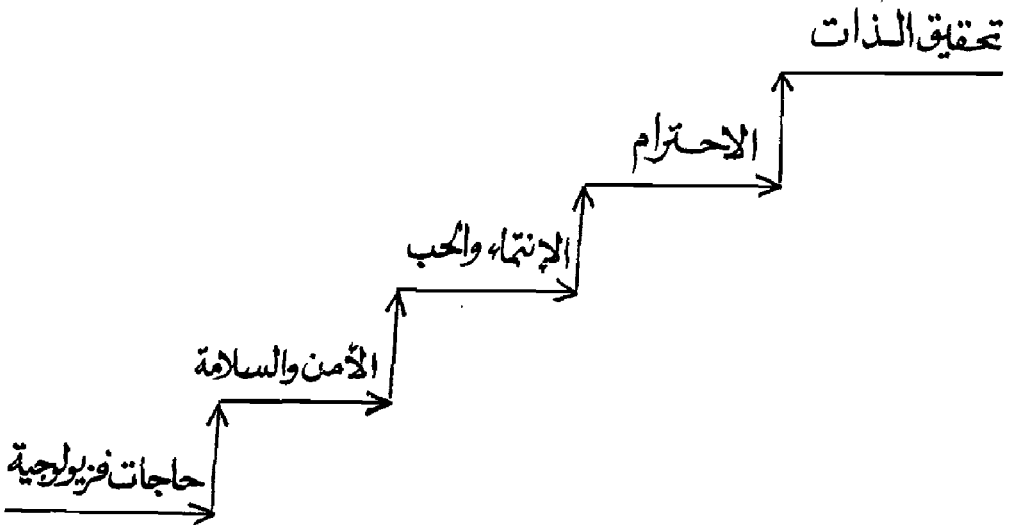 تحقيق الذات
الاحترام
الإنتماء والحب
الأمن والسلامة
حاجات فزيولوجية